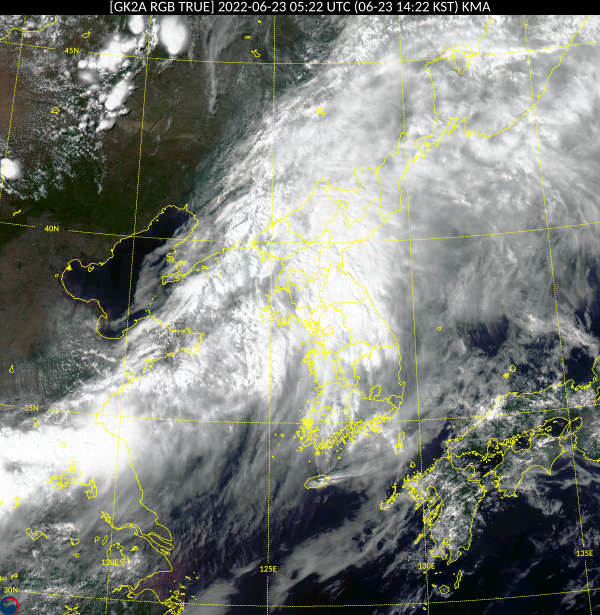 [GK2A RGB TRUE] 2022-06-23 05:22 UTC (06-23 14:22 KST) KMA
45N
40N
35N
30N
120E
125E
130E
135E